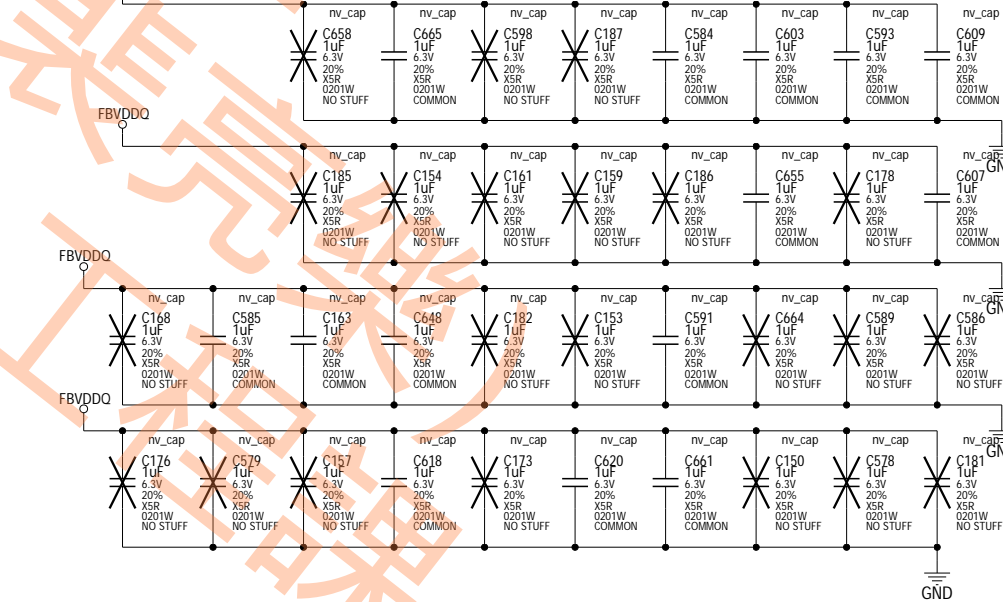 nv_cap nv_cap nv_cap nv_cap nv_cap nv_cap nv_cap nv_cap
C658 C665 C598 C187 C584 C603 C593 C609
1uF 1uF 1uF 1uF 1uF 1uF 1uF 1uF
6.3V 6.3V 6.3V 6.3V 6.3V 6.3V 6.3V 6.3V
20% 20% 20% 20% 20% 20% 20% 20%
X5R X5R X5R X5R X5R X5R X5R X5R
0201W 0201W 0201W 0201W 0201W 0201W 0201W 0201W
NO STUFF COMMON NO STUFF NO STUFF COMMON COMMON COMMON COMMON
FBVDDQ
nv_cap nv_cap nv_cap nv_cap nv_cap nv_cap nv_cap nv_cap
GN
C185 C154 C161 C159 C186 C655 C178 C607
1uF 1uF 1uF 1uF 1uF 1uF 1uF 1uF
6.3V 6.3V 6.3V 6.3V 6.3V 6.3V 6.3V 6.3V
20% 20% 20% 20% 20% 20% 20% 20%
X5R X5R X5R X5R X5R X5R X5R X5R
0201W 0201W 0201W 0201W 0201W 0201W 0201W 0201W
NO STUFF NO STUFF NO STUFF NO STUFF NO STUFF COMMON NO STUFF COMMON
FBVDDQ
nv_cap nv_cap nv_cap nv_cap nv_cap nv_cap nv_cap nv_cap nv_cap nv_cap
GN
C168 C585 C163 C648 C182 C153 C591 C664 C589 C586
1uF 1uF 1uF 1uF 1uF 1uF 1uF 1uF 1uF 1uF
6.3V 6.3V 6.3V 6.3V 6.3V 6.3V 6.3V 6.3V 6.3V 6.3V
20% 20% 20% 20% 20% 20% 20% 20% 20% 20%
X5R X5R X5R X5R X5R X5R X5R X5R X5R X5R
0201W 0201W 0201W 0201W 0201W 0201W 0201W 0201W 0201W 0201W
NO STUFF COMMON COMMON COMMON NO STUFF NO STUFF COMMON NO STUFF NO STUFF NO STUFF
FBVDDQ
nv_cap nv_cap nv_cap nv_cap nv_cap nv_cap nv_cap nv_cap nv_cap nv_cap
GN
C176 C579 C157 C618 C173 C620 C661 C150 C578 C181
1uF 1uF 1uF 1uF 1uF 1uF 1uF 1uF 1uF 1uF
6.3V 6.3V 6.3V 6.3V 6.3V 6.3V 6.3V 6.3V 6.3V 6.3V
20% 20% 20% 20% 20% 20% 20% 20% 20% 20%
X5R X5R X5R X5R X5R X5R X5R X5R X5R X5R
0201W 0201W 0201W 0201W 0201W 0201W 0201W 0201W 0201W 0201W
NO STUFF NO STUFF NO STUFF COMMON NO STUFF COMMON COMMON NO STUFF NO STUFF NO STUFF
GND
裴亮樂)
工程課